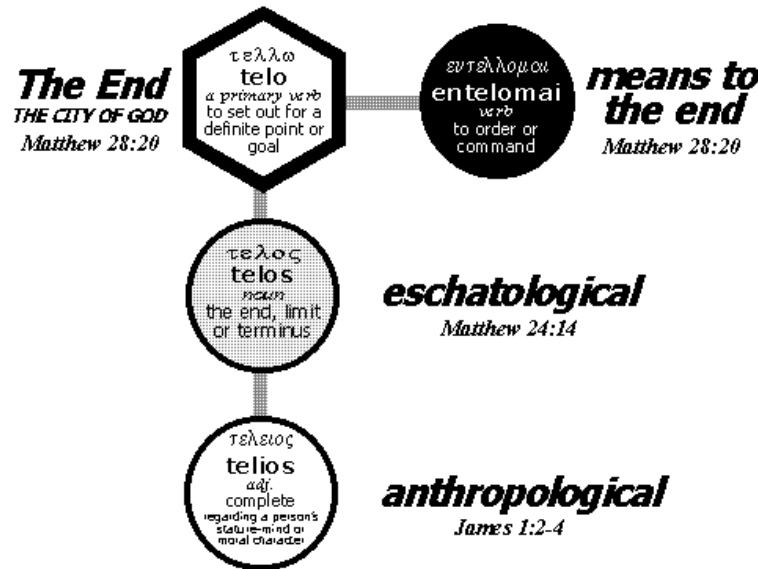 The End
THE CITY OF GOD
Matthew 28:20
τελλω
telo
a primary verb
to set out for a
definite point or
goal
ευτελλομαι
entelomai
verb
to order or
command
means to
the end
Matthew 28:20
τελος
telos
noun
the end, limit
or terminus
eschatological
Matthew 24:14
τελειος
telios
adj.
complete
regarding a person's
stature-mind or
moral character
anthropological
James 1:2-4